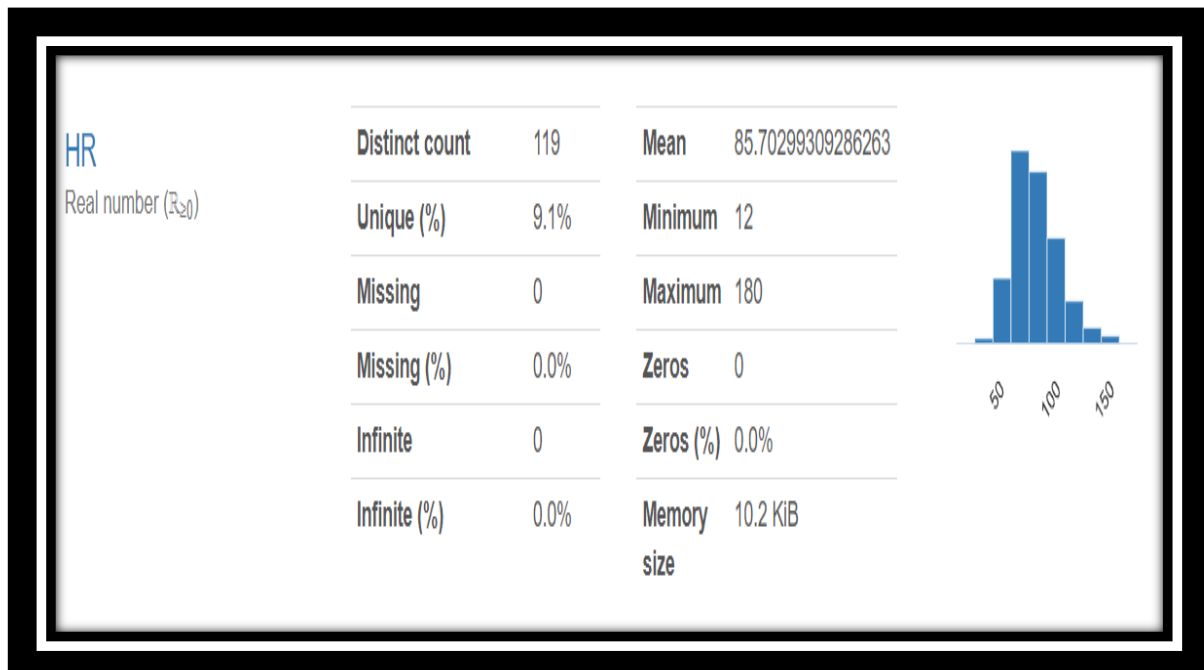 HR
Real number (ℝ≥0)
Distinct count 119
Unique (%) 9.1%
Missing 0
Missing (%) 0.0%
Infinite 0
Infinite (%) 0.0%
Mean 85.70299309286263
Minimum 12
Maximum 180
Zeros 0
Zeros (%) 0.0%
Memory size 10.2 KiB
50 100 150